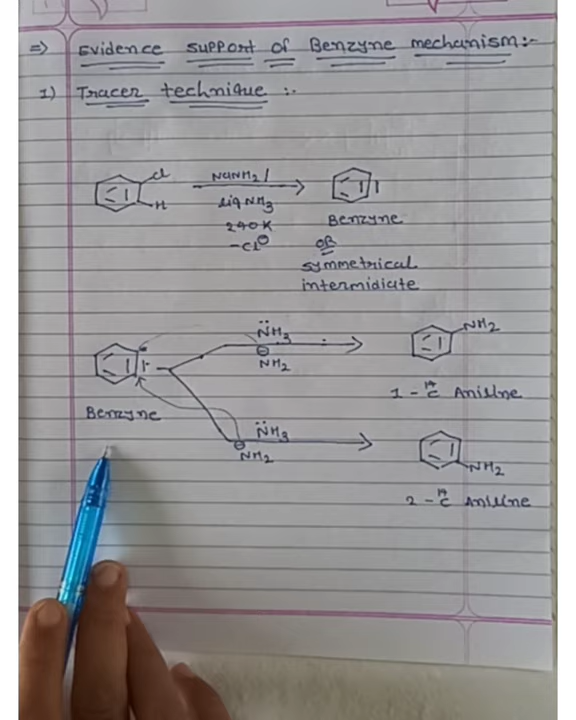 => Evidence support of Benzyne mechanism:-
1) Tracer technique :-
Cl
H
NaNH2 /
liq NH3
240K
-Cl⊖
Benzyne
OR
symmetrical
intermidiate
N̈H3
⊖
NH2
NH2
1 - 14C Aniline
Benzyne
N̈H3
⊖
NH2
NH2
2 - 14C Aniline